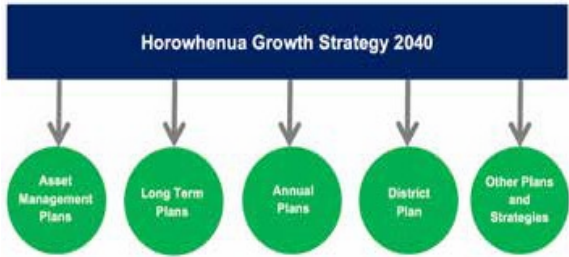 Horowhenua Growth Strategy 2040
Asset
Management
Plans
Long Term
Plans
Annual
Plans
District
Plan
Other Plans
and
Strategies